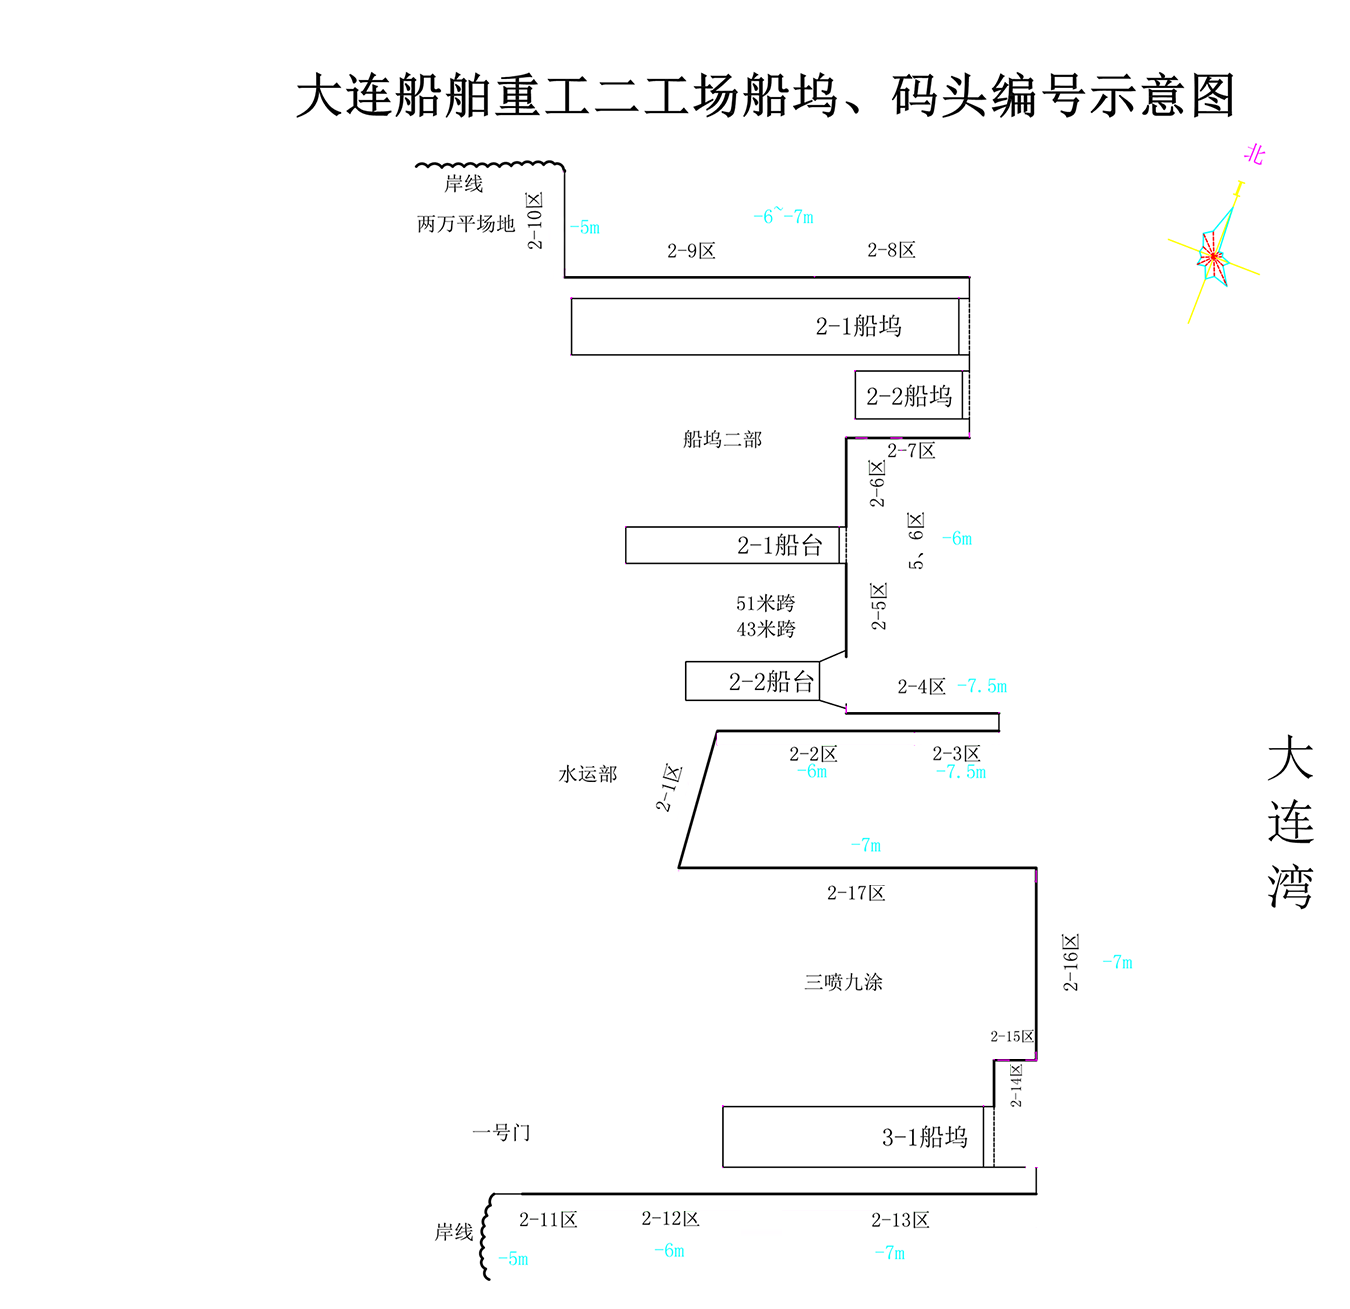 大连船舶重工二工场船坞、码头编号示意图
北
岸线
两万平场地
2-10区
-5m
-6~-7m
2-9区
2-8区
2-1船坞
2-2船坞
船坞二部
2-7区
2-6区
5、6区
-6m
2-1船台
2-5区
51米跨
43米跨
2-2船台
2-4区
-7.5m
2-2区
-6m
2-3区
-7.5m
水运部
2-1区
大连湾
-7m
2-17区
2-16区
-7m
三喷九涂
2-15区
2-14区
3-1船坞
一号门
岸线
2-11区
2-12区
2-13区
-5m
-6m
-7m